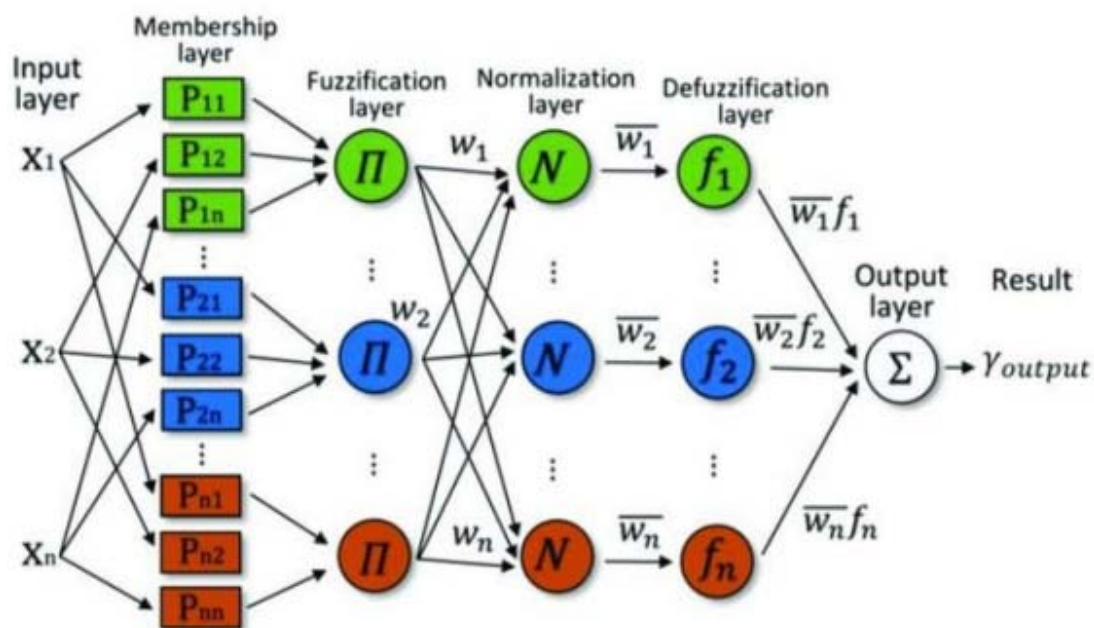 Input
layer
X₁
X₂
Xₙ
Membership
layer
P₁₁
P₁₂
P₁ₙ
⋮
P₂₁
P₂₂
P₂ₙ
⋮
Pₙ₁
Pₙ₂
Pₙₙ
Fuzzification
layer
Π
⋮
Π
⋮
Π
w₁
w₂
wₙ
Normalization
layer
N
⋮
N
⋮
N
w̅₁
w̅₂
w̅ₙ
Defuzzification
layer
f₁
⋮
f₂
⋮
fₙ
w̅₁f₁
w̅₂f₂
w̅ₙfₙ
Output
layer
Σ
Result
γoutput